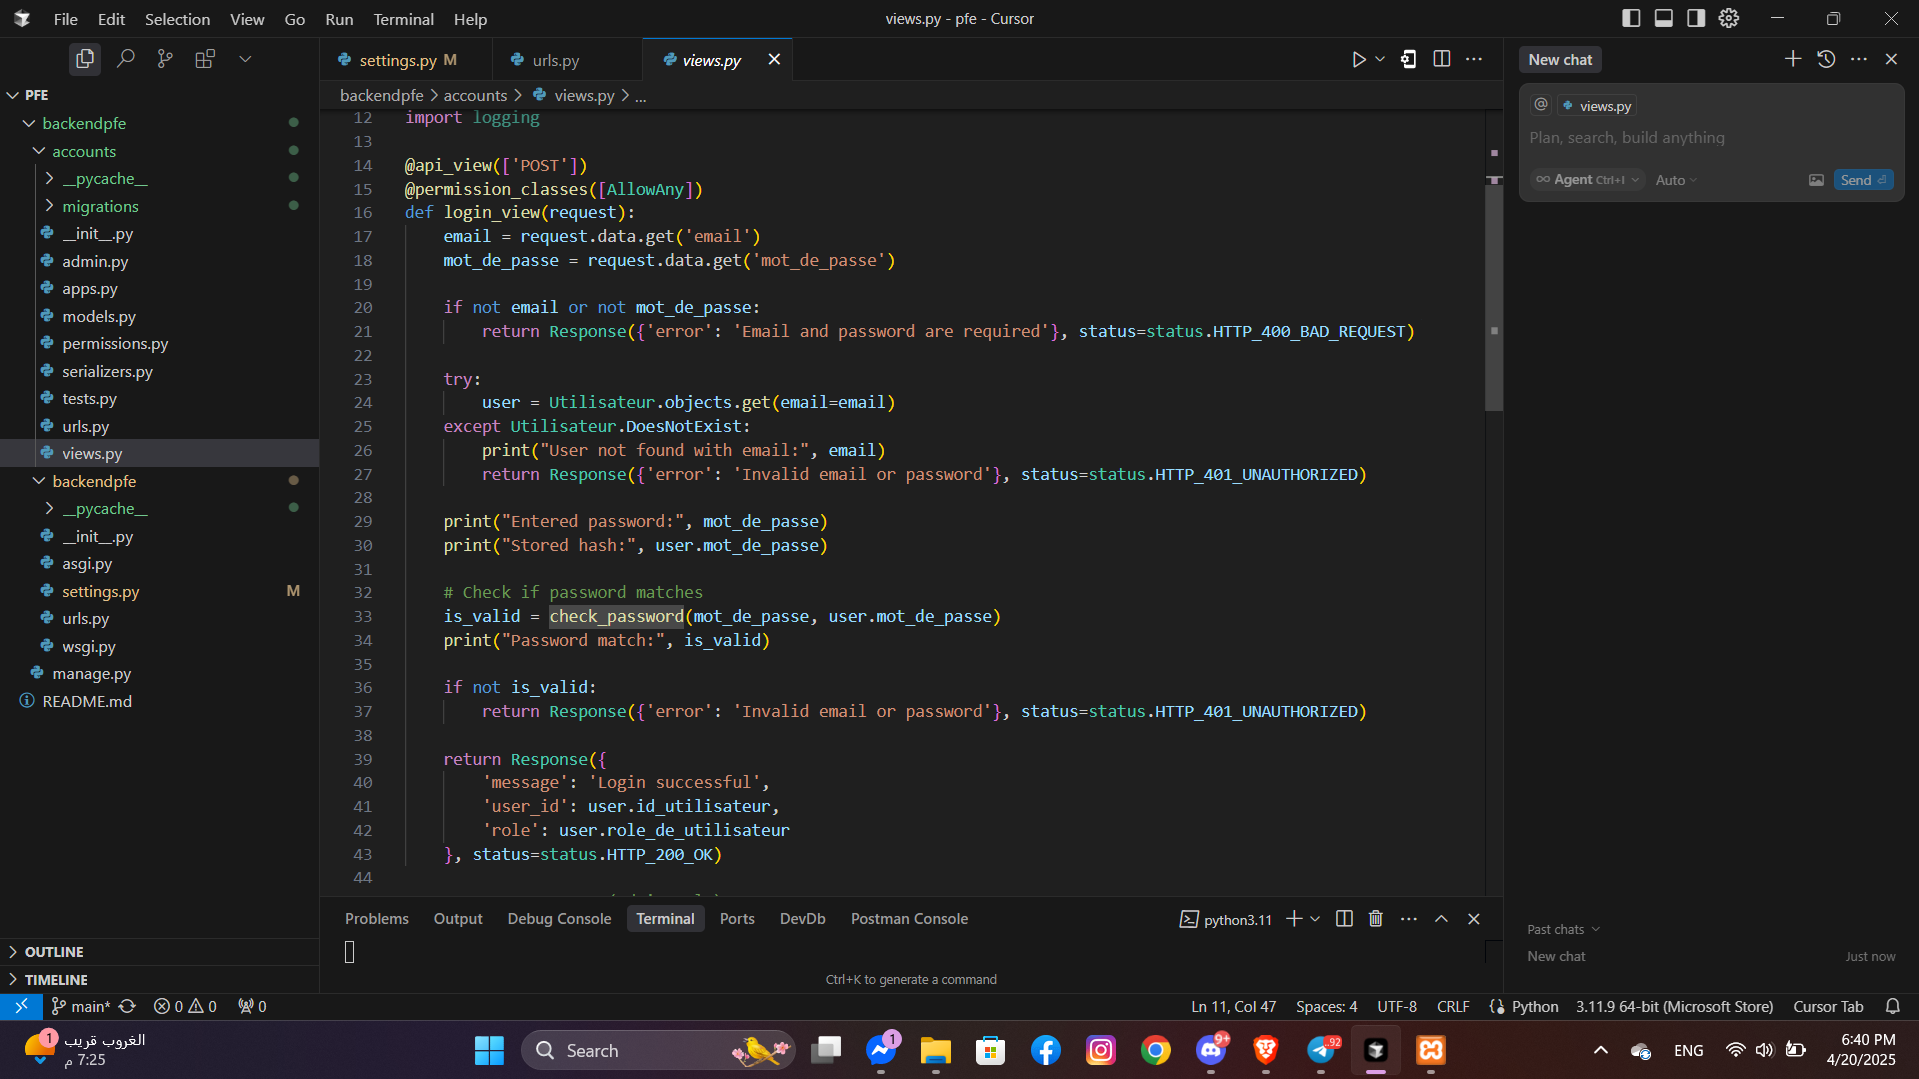 File Edit Selection View Go Run Terminal Help
views.py - pfe - Cursor
PFE
backendpfe
accounts
__pycache__
migrations
__init__.py
admin.py
apps.py
models.py
permissions.py
serializers.py
tests.py
urls.py
views.py
backendpfe
__pycache__
__init__.py
asgi.py
settings.py M
urls.py
wsgi.py
manage.py
README.md
OUTLINE
TIMELINE
settings.py M urls.py views.py
backendpfe > accounts > views.py > ...
12 import logging
13
14 @api_view(['POST'])
15 @permission_classes([AllowAny])
16 def login_view(request):
17 email = request.data.get('email')
18 mot_de_passe = request.data.get('mot_de_passe')
19
20 if not email or not mot_de_passe:
21 return Response({'error': 'Email and password are required'}, status=status.HTTP_400_BAD_REQUEST)
22
23 try:
24 user = Utilisateur.objects.get(email=email)
25 except Utilisateur.DoesNotExist:
26 print("User not found with email:", email)
27 return Response({'error': 'Invalid email or password'}, status=status.HTTP_401_UNAUTHORIZED)
28
29 print("Entered password:", mot_de_passe)
30 print("Stored hash:", user.mot_de_passe)
31
32 # Check if password matches
33 is_valid = check_password(mot_de_passe, user.mot_de_passe)
34 print("Password match:", is_valid)
35
36 if not is_valid:
37 return Response({'error': 'Invalid email or password'}, status=status.HTTP_401_UNAUTHORIZED)
38
39 return Response({
40 'message': 'Login successful',
41 'user_id': user.id_utilisateur,
42 'role': user.role_de_utilisateur
43 }, status=status.HTTP_200_OK)
44
Problems Output Debug Console Terminal Ports DevDb Postman Console
python3.11
Ctrl+K to generate a command
New chat
@ views.py
Plan, search, build anything
Agent Ctrl+I Auto
Send
Past chats
New chat Just now
main* 0 0 0
Ln 11, Col 47 Spaces: 4 UTF-8 CRLF Python 3.11.9 64-bit (Microsoft Store) Cursor Tab
1
الغروب قريب
7:25 م
Search
1
9+
92
ENG
6:40 PM
4/20/2025